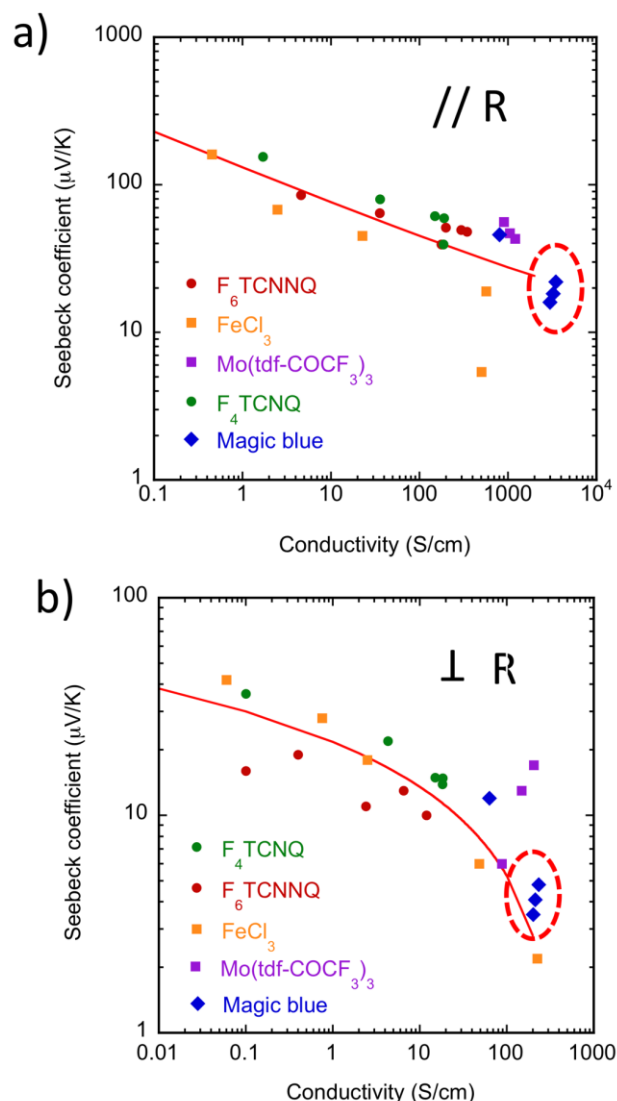 a)
1000
// R
100
Seebeck coefficient (μV/K)
10
F₆TCNNQ
FeCl₃
Mo(tdf-COCF₃)₃
F₄TCNQ
Magic blue
1
0.1 1 10 100 1000 10⁴
Conductivity (S/cm)
b)
100
⊥ R
Seebeck coefficient (μV/K)
10
F₄TCNQ
F₆TCNNQ
FeCl₃
Mo(tdf-COCF₃)₃
Magic blue
1
0.01 0.1 1 10 100 1000
Conductivity (S/cm)